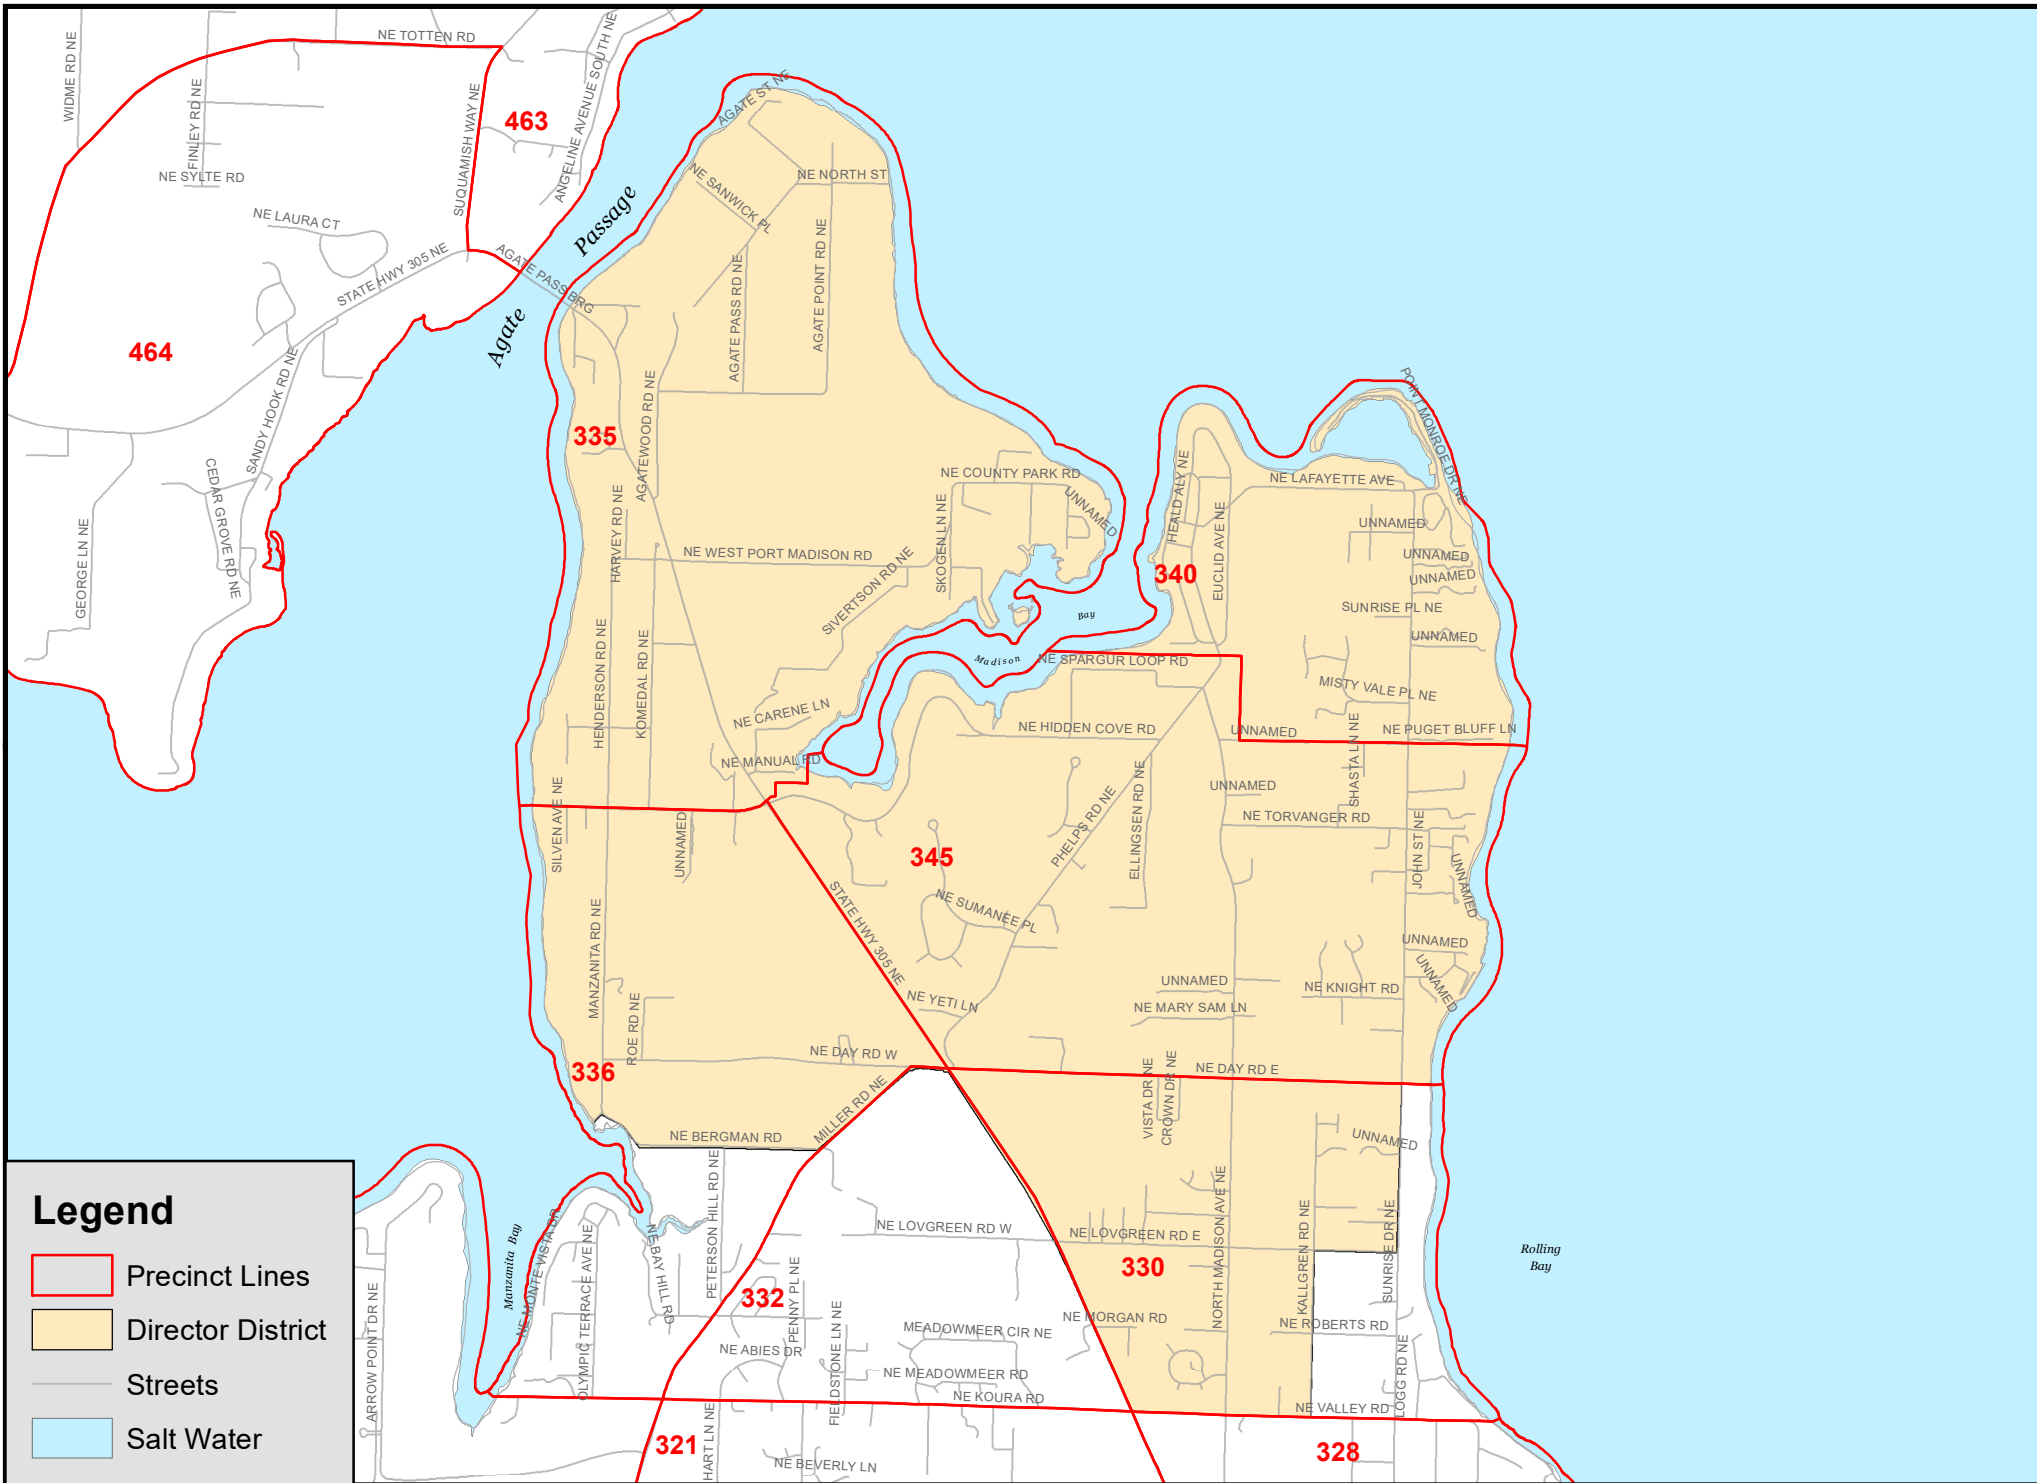 NE TOTTEN RD
WIDME RD NE
FINLEY RD NE
NE SYLTE RD
SUQUAMISH WAY NE
463
ANGELINE AVENUE SOUTH NE
NE LAURA CT
STATE HWY 305 NE
AGATE PASS BRG
Agate
Passage
464
SANDY HOOK RD NE
CEDAR GROVE RD NE
GEORGE LN NE
AGATE ST NE
NE SANWICK PL
NE NORTH ST
AGATE PASS RD NE
AGATE POINT RD NE
335
AGATEWOOD RD NE
HARVEY RD NE
NE COUNTY PARK RD
UNNAMED
SKOGEN LN NE
NE WEST PORT MADISON RD
SIVERTSON RD NE
HENDERSON RD NE
KOMEDAL RD NE
NE CARENE LN
NE MANUAL RD
Madison
Bay
POINT MONROE DR NE
NE LAFAYETTE AVE
HEALD ALY NE
EUCLID AVE NE
340
UNNAMED
UNNAMED
UNNAMED
SUNRISE PL NE
UNNAMED
NE SPARGUR LOOP RD
MISTY VALE PL NE
NE HIDDEN COVE RD
UNNAMED
NE PUGET BLUFF LN
SHASTA LN NE
UNNAMED
NE TORVANGER RD
JOHN ST NE
UNNAMED
SILVEN AVE NE
UNNAMED
345
PHELPS RD NE
ELLINGSEN RD NE
STATE HWY 305 NE
NE SUMANEE PL
MANZANITA RD NE
UNNAMED
UNNAMED
UNNAMED
NE KNIGHT RD
NE YETI LN
NE MARY SAM LN
ROE RD NE
NE DAY RD W
336
NE DAY RD E
VISTA DR NE
CROWN DR NE
MILLER RD NE
NE BERGMAN RD
UNNAMED
PETERSON HILL RD NE
NE LOVGREEN RD W
NE LOVGREEN RD E
330
NORTH MADISON AVE NE
KALLGREN RD NE
SUNRISE DR NE
Rolling
Bay
Manzanita Bay
NE MONTE VISTA DR
OLYMPIC TERRACE AVE NE
NE BAY HILL RD
ARROW POINT DR NE
332
PENNY PL NE
FIELDSTONE LN NE
MEADOWMEER CIR NE
NE MORGAN RD
NE ROBERTS RD
NE ABIES DR
NE MEADOWMEER RD
NE KOURA RD
NE VALLEY RD
LOGG RD NE
321
HART LN NE
NE BEVERLY LN
328
Legend
Precinct Lines
Director District
Streets
Salt Water